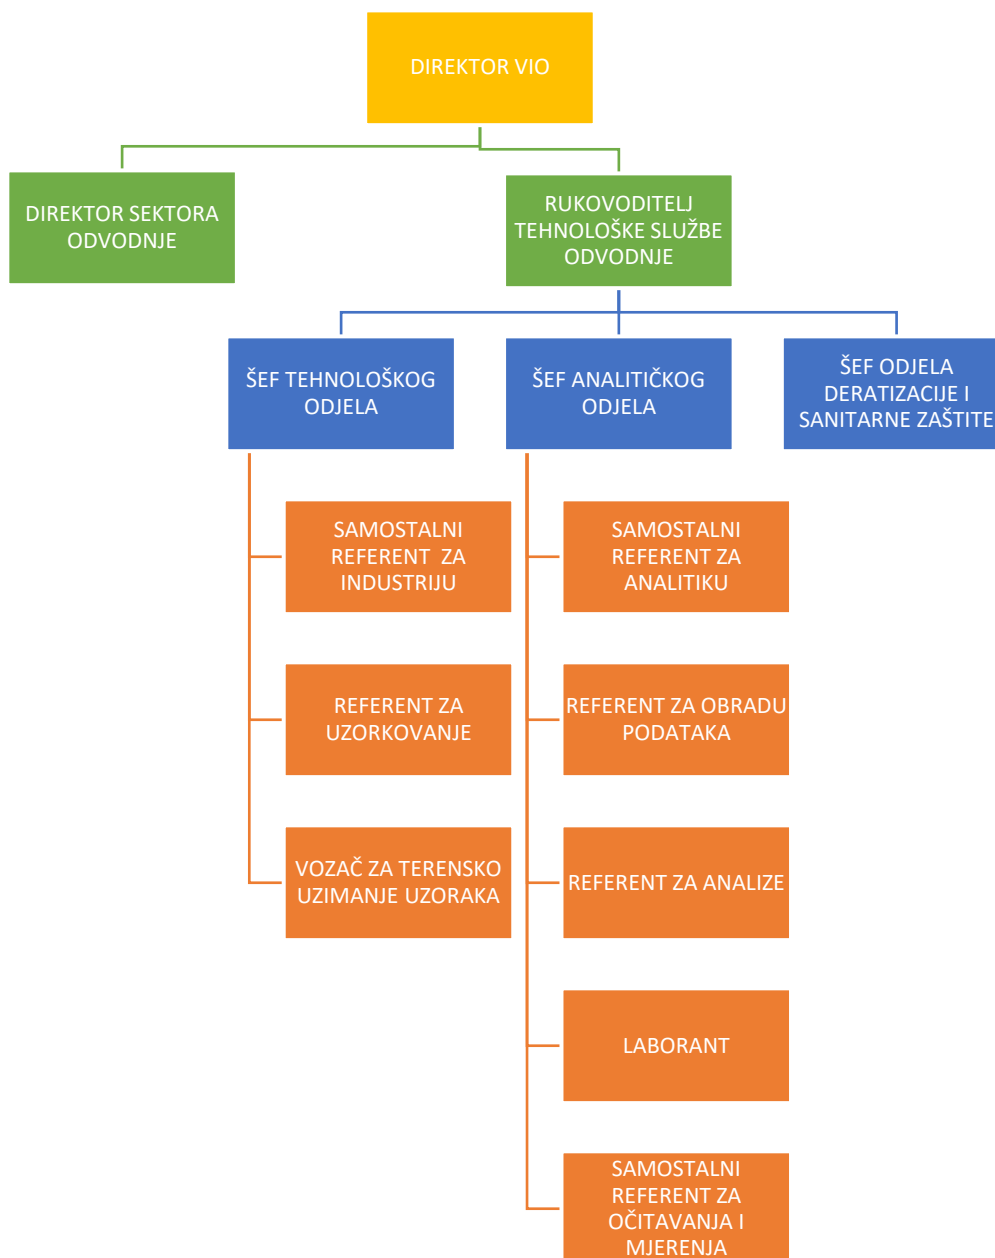 DIREKTOR VIO
DIREKTOR SEKTORA
ODVODNJE
RUKOVODITELJ
TEHNOLOŠKE SLUŽBE
ODVODNJE
ŠEF TEHNOLOŠKOG
ODJELA
ŠEF ANALITIČKOG
ODJELA
ŠEF ODJELA
DERATIZACIJE I
SANITARNE ZAŠTITE
SAMOSTALNI
REFERENT ZA
INDUSTRIJU
REFERENT ZA
UZORKOVANJE
VOZAČ ZA TERENSKO
UZIMANJE UZORAKA
SAMOSTALNI
REFERENT ZA
ANALITIKU
REFERENT ZA OBRADU
PODATAKA
REFERENT ZA ANALIZE
LABORANT
SAMOSTALNI
REFERENT ZA
OČITAVANJA I
MJERENJA